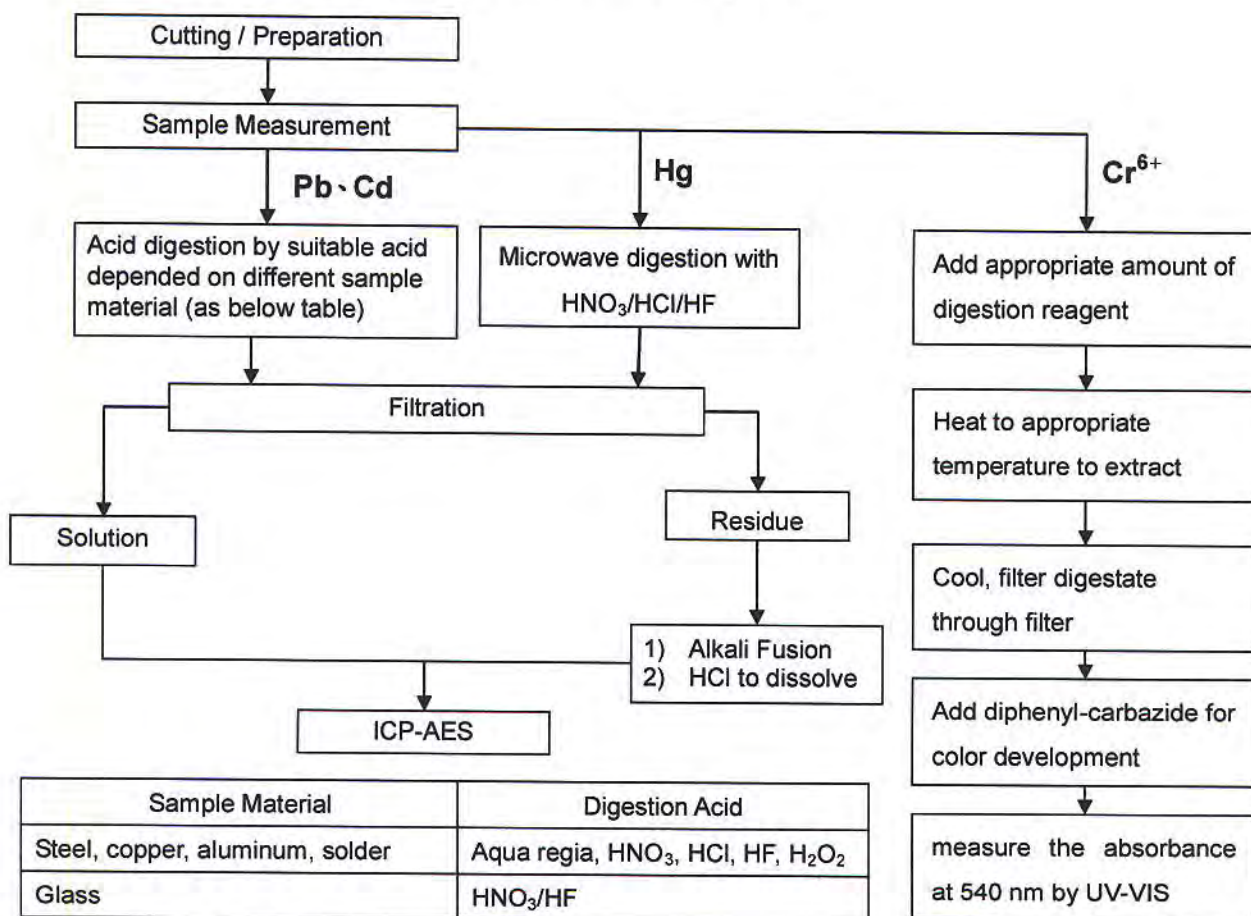 Cutting / Preparation
Sample Measurement
Pb、Cd
Hg
Cr⁶⁺
Acid digestion by suitable acid
depended on different sample
material (as below table)
Microwave digestion with
HNO₃/HCl/HF
Add appropriate amount of
digestion reagent
Filtration
Heat to appropriate
temperature to extract
Solution
Residue
Cool, filter digestate
through filter
1) Alkali Fusion
2) HCl to dissolve
ICP-AES
Add diphenyl-carbazide for
color development
Sample Material Digestion Acid
Steel, copper, aluminum, solder Aqua regia, HNO₃, HCl, HF, H₂O₂
Glass HNO₃/HF
measure the absorbance
at 540 nm by UV-VIS